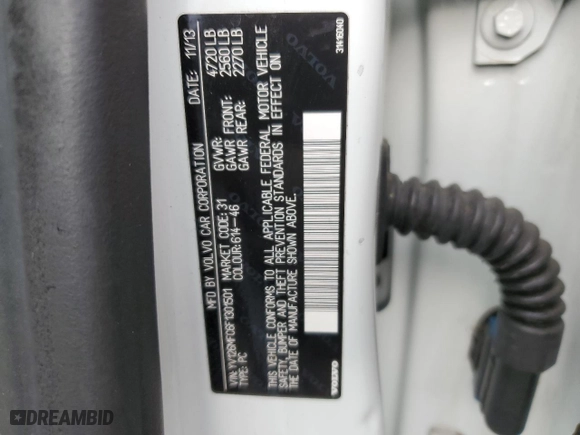 MFD BY VOLVO CAR CORPORATION DATE: 11/13
GVWR: 4720 LB
GAWR FRONT: 2560 LB
GAWR REAR: 2270 LB
VIN: YV126MFC6F1301501 MARKET CODE: 31
TYPE: PC COLOUR: 614-46
THIS VEHICLE CONFORMS TO ALL APPLICABLE FEDERAL MOTOR VEHICLE
SAFETY, BUMPER AND THEFT PREVENTION STANDARDS IN EFFECT ON
THE DATE OF MANUFACTURE SHOWN ABOVE.
VOLVO
31416040
DREAMBID